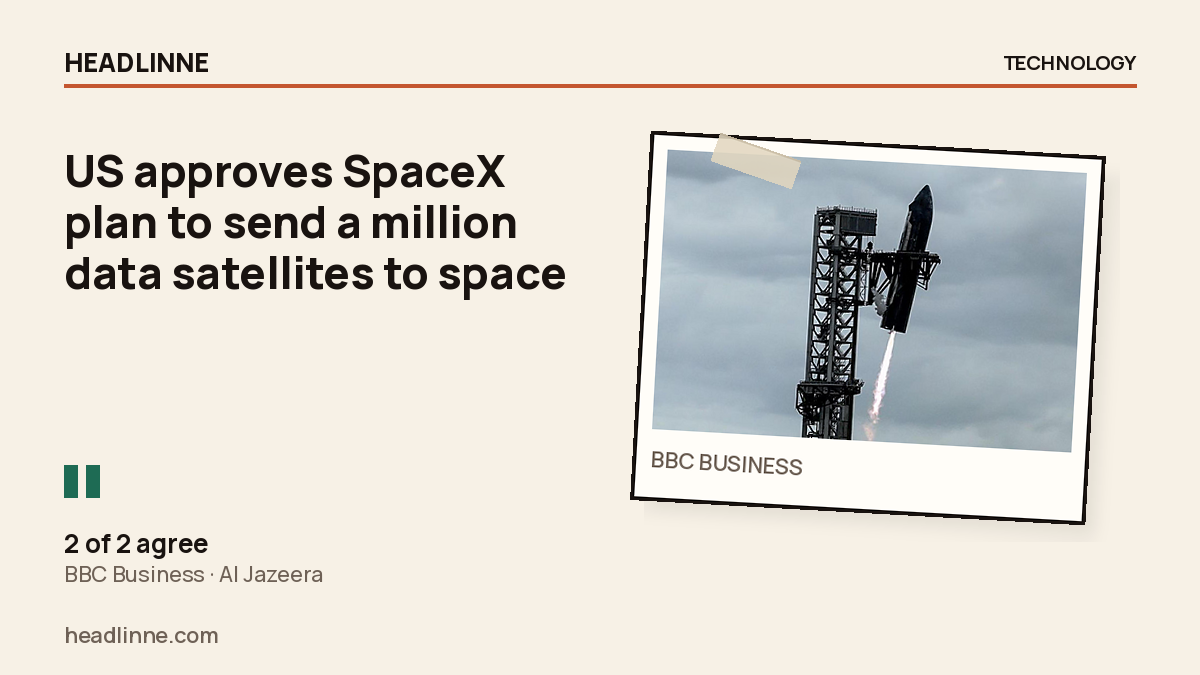 HEADLINNE
TECHNOLOGY
US approves SpaceX
plan to send a million
data satellites to space
BBC BUSINESS
2 of 2 agree
BBC Business · Al Jazeera
headlinne.com